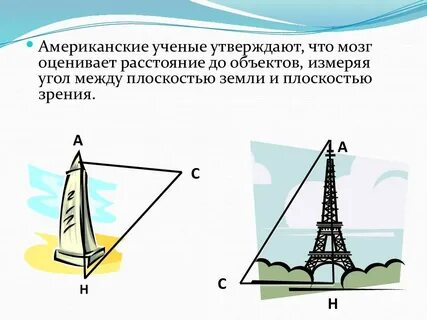 • Американские ученые утверждают, что мозг
оценивает расстояние до объектов, измеряя
угол между плоскостью земли и плоскостью
зрения.
А
С
Н
А
С
Н